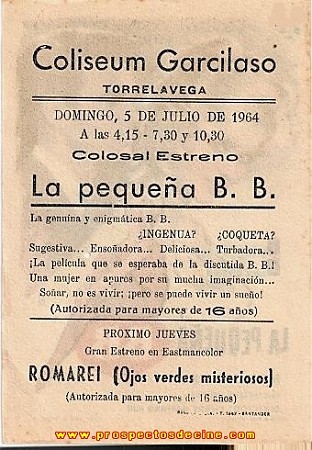 Coliseum Garcilaso
TORRELAVEGA
DOMINGO, 5 DE JULIO DE 1964
A las 4,15 - 7,30 y 10,30
Colosal Estreno
La pequeña B. B.
La genuína y enigmática B. B.
¿INGENUA? ¿COQUETA?
Sugestiva... Ensoñadora... Deliciosa... Turbadora...
¡La película que se esperaba de la discutida B. B.!
Una mujer en apuros por su mucha imaginación...
Soñar, no es vivir; ¡pero se puede vivir un sueño!
(Autorizada para mayores de 16 años)
PROXIMO JUEVES
Gran Estreno en Eastmancolor
ROMAREI (Ojos verdes misteriosos)
(Autorizada para mayores de 16 años)
SANTANDER
www.prospectosdecine.com